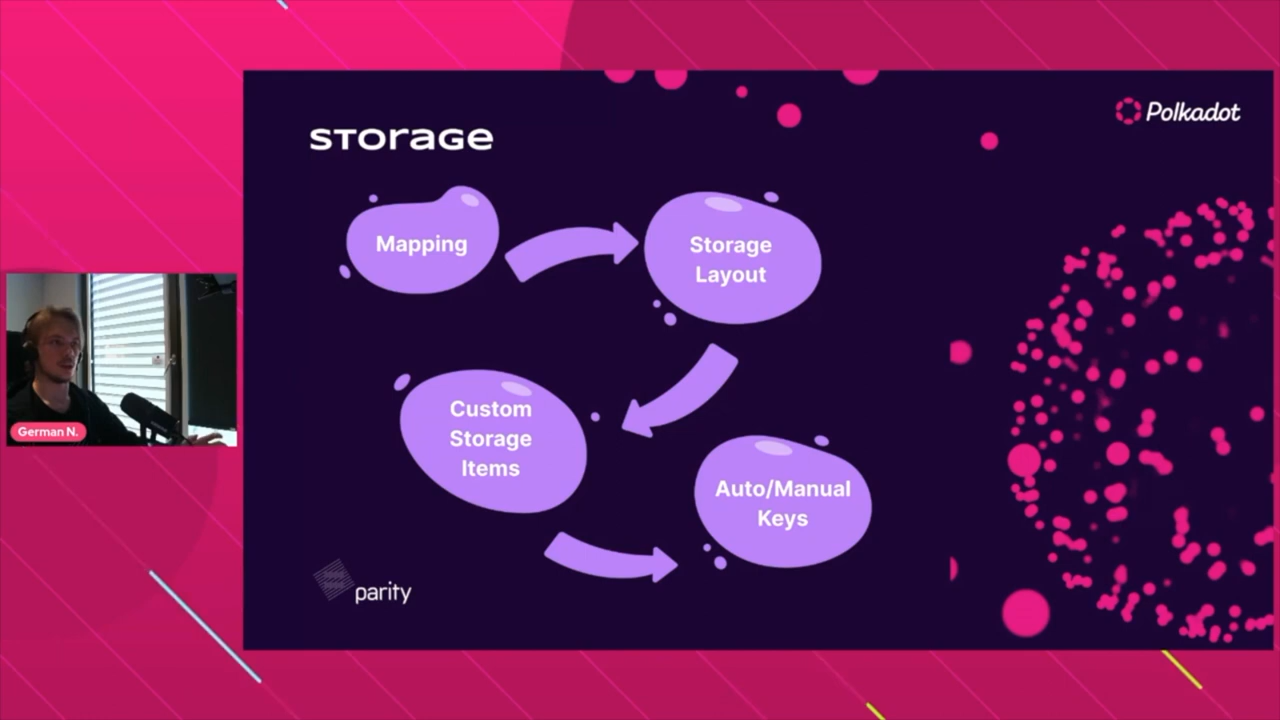 Polkadot
STORAGE
Mapping
Storage
Layout
Custom
Storage
Items
Auto/Manual
Keys
parity
German N.